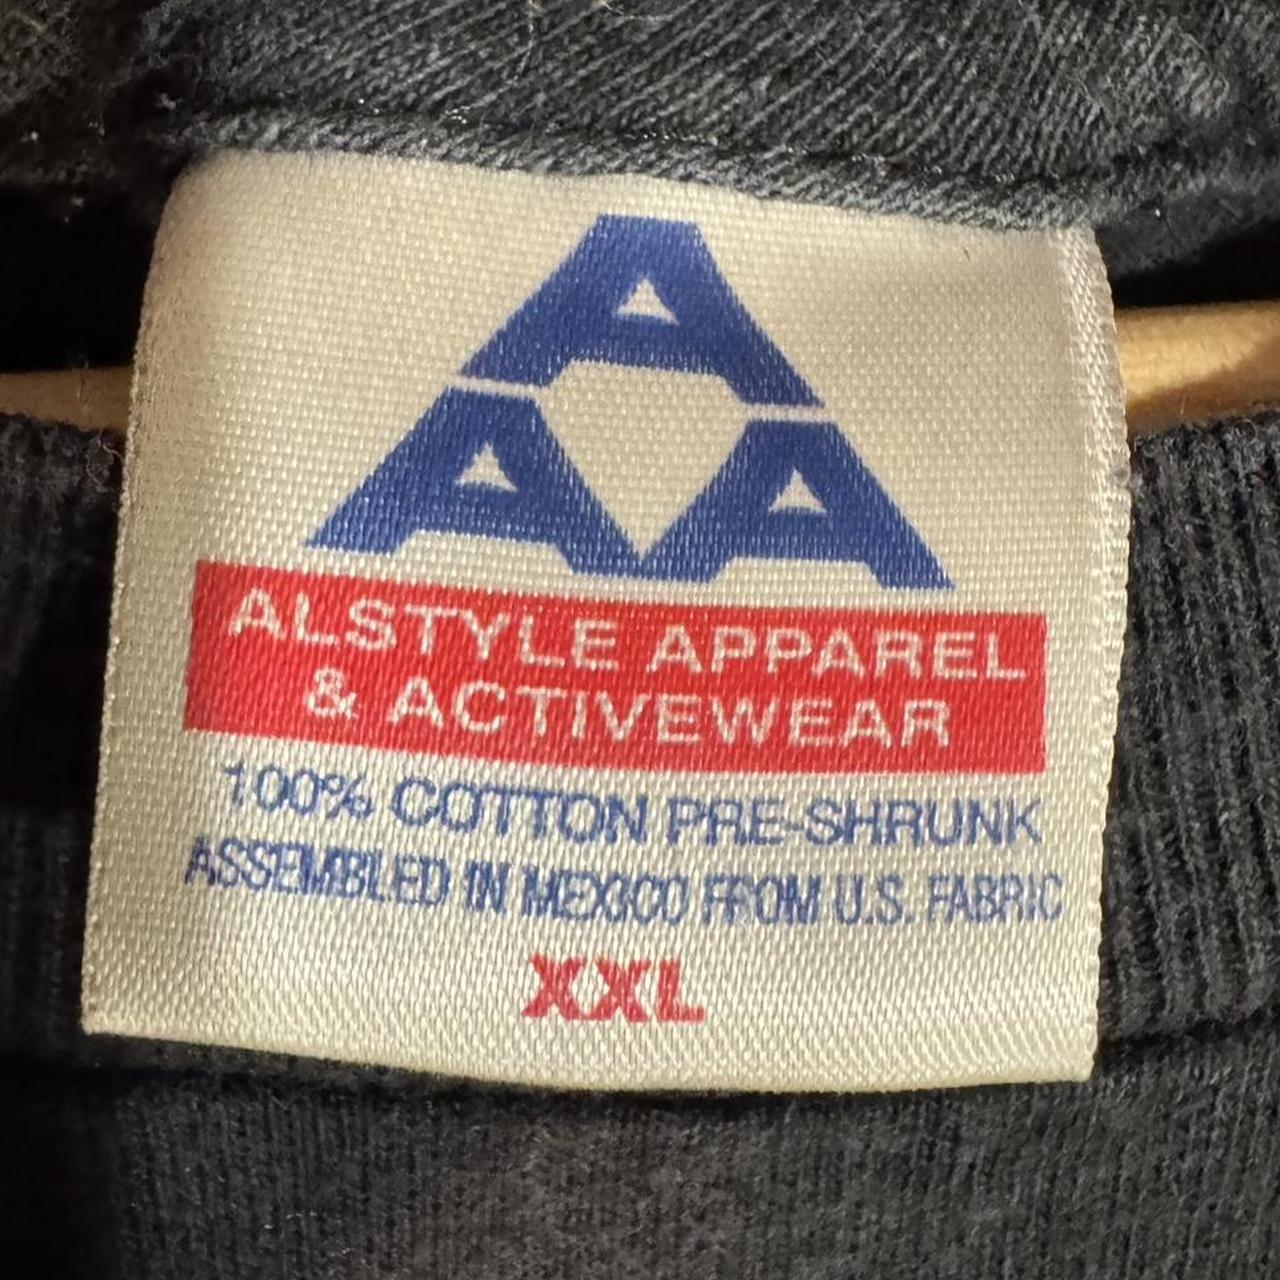 A
A A
ALSTYLE APPAREL
& ACTIVEWEAR
100% COTTON PRE-SHRUNK
ASSEMBLED IN MEXICO FROM U.S. FABRIC
XXL